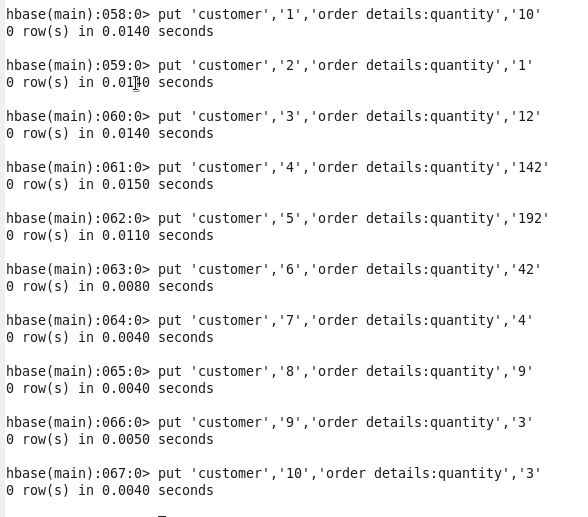 hbase(main):058:0> put 'customer','1','order details:quantity','10'
0 row(s) in 0.0140 seconds
hbase(main):059:0> put 'customer','2','order details:quantity','1'
0 row(s) in seconds
hbase(main):060:0> put 'customer','3','order details:quantity','12'
0 row(s) in 0.0140 seconds
hbase(main):061:0> put 'customer','4','order details:quantity','142'
0 row(s) in 0.0150 seconds
hbase(main):062:0> put 'customer','5','order details:quantity','192'
0 row(s) in 0.0110 seconds
hbase(main):063:0> put 'customer','6','order details:quantity','42'
0 row(s) in 0.0080 seconds
hbase(main):064:0> put 'customer','7','order details:quantity','4'
0 row(s) in 0.0040 seconds
hbase(main):065:0> put 'customer','8','order details:quantity','9'
0 row(s) in 0.0040 seconds
hbase(main):066:0> put 'customer','9','order details:quantity','3'
0 row(s) in 0.0050 seconds
hbase(main):067:0> put 'customer','10','order details:quantity','3'
0 row(s) in 0.0040 seconds